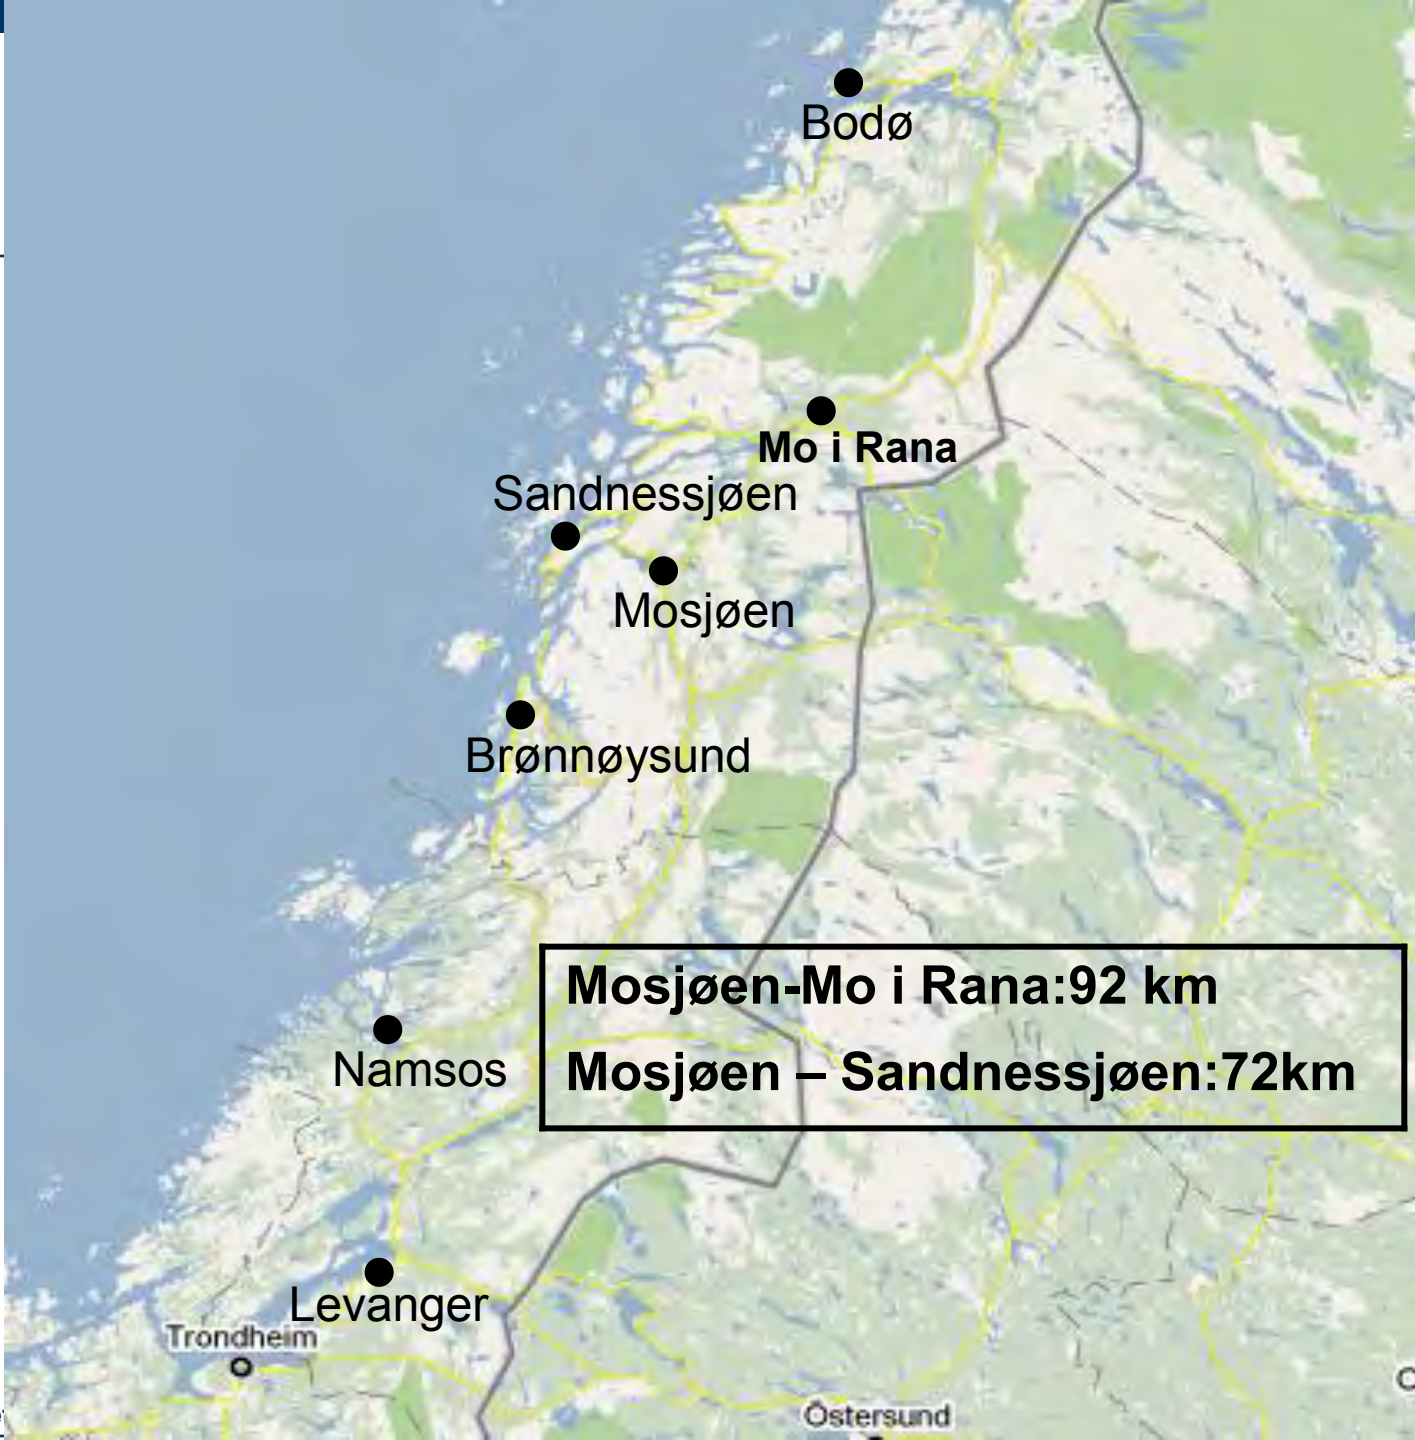 Bodø
Mo i Rana
Sandnessjøen
Mosjøen
Brønnøysund
Mosjøen-Mo i Rana:92 km
Mosjøen – Sandnessjøen:72km
Namsos
Levanger
Trondheim
Östersund